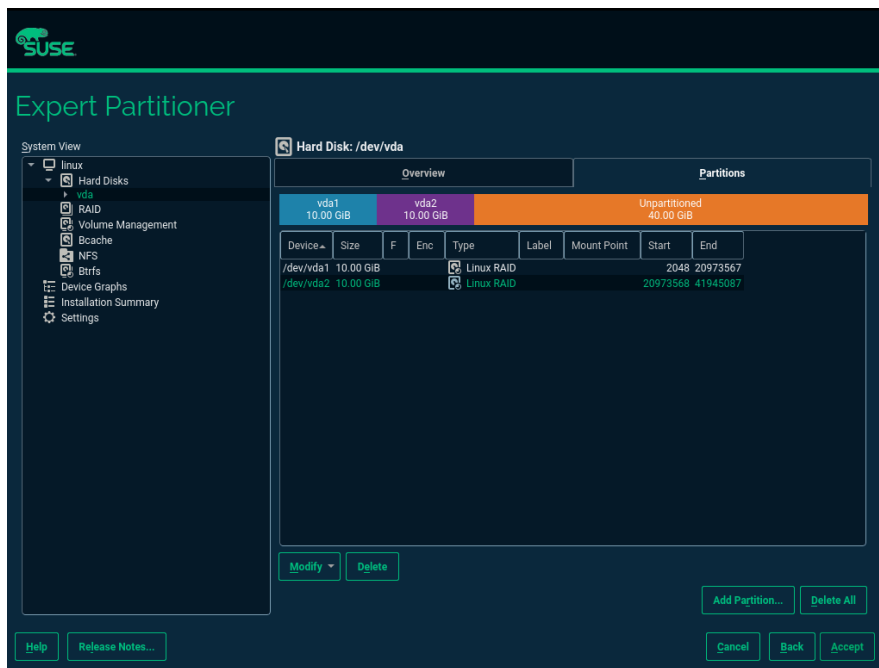 SUSE
Expert Partitioner
System View
linux
Hard Disks
vda
RAID
Volume Management
Bcache
NFS
Btrfs
Device Graphs
Installation Summary
Settings
Hard Disk: /dev/vda
Overview Partitions
vda1 vda2 Unpartitioned
10.00 GiB 10.00 GiB 40.00 GiB
Device Size F Enc Type Label Mount Point Start End
/dev/vda1 10.00 GiB Linux RAID 2048 20973567
/dev/vda2 10.00 GiB Linux RAID 20973568 41945087
Modify Delete
Add Partition... Delete All
Help Release Notes... Cancel Back Accept